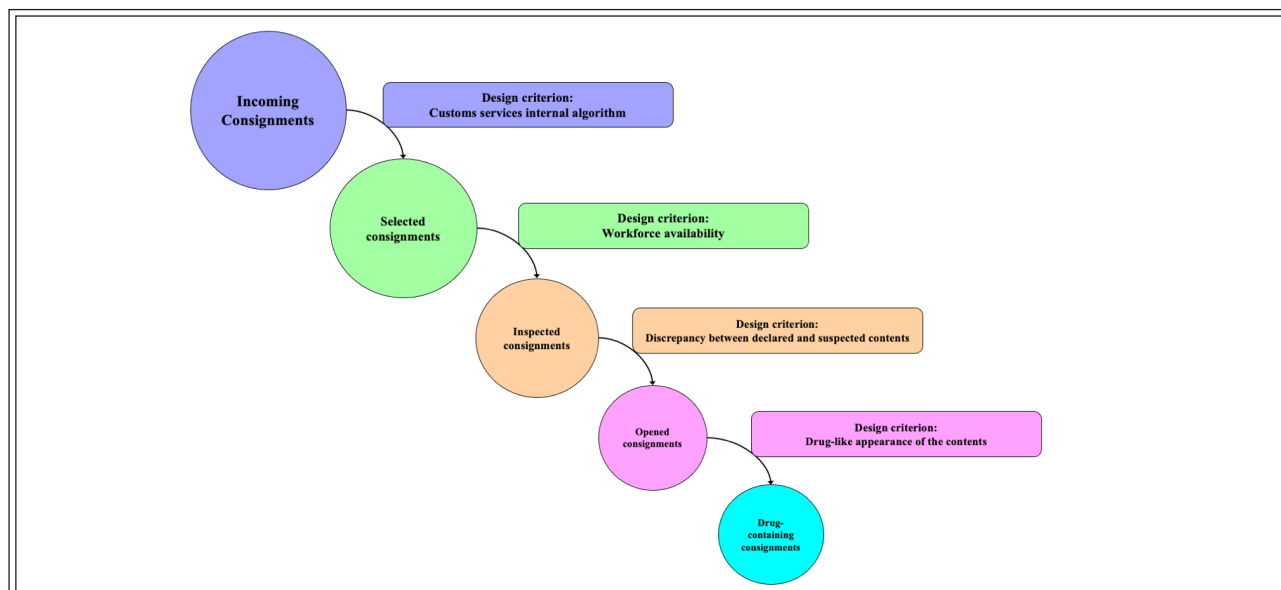 Incoming
Consignments
Design criterion:
Customs services internal algorithm
Selected
consignments
Design criterion:
Workforce availability
Inspected
consignments
Design criterion:
Discrepancy between declared and suspected contents
Opened
consignments
Design criterion:
Drug-like appearance of the contents
Drug-
containing
consignments